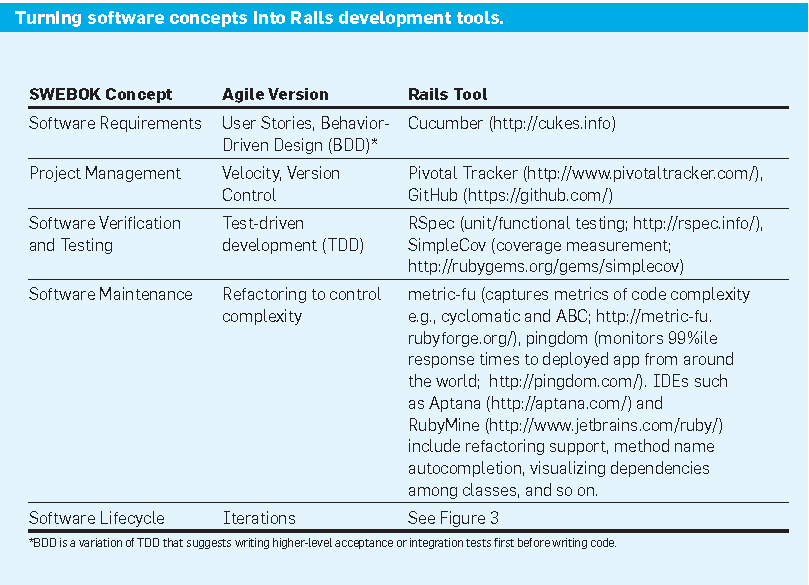 Turning software concepts into Rails development tools.
SWEBOK Concept Agile Version Rails Tool
Software Requirements User Stories, Behavior- Cucumber (http://cukes.info)
Driven Design (BDD)*
Project Management Velocity, Version Pivotal Tracker (http://www.pivotaltracker.com/),
Control GitHub (https://github.com/)
Software Verification Test-driven RSpec (unit/functional testing; http://rspec.info/),
and Testing development (TDD) SimpleCov (coverage measurement;
http://rubygems.org/gems/simplecov)
Software Maintenance Refactoring to control metric-fu (captures metrics of code complexity
complexity e.g., cyclomatic and ABC; http://metric-fu.
rubyforge.org/), pingdom (monitors 99%ile
response times to deployed app from around
the world; http://pingdom.com/). IDEs such
as Aptana (http://aptana.com/) and
RubyMine (http://www.jetbrains.com/ruby/)
include refactoring support, method name
autocompletion, visualizing dependencies
among classes, and so on.
Software Lifecycle Iterations See Figure 3
*BDD is a variation of TDD that suggests writing higher-level acceptance or integration tests first before writing code.